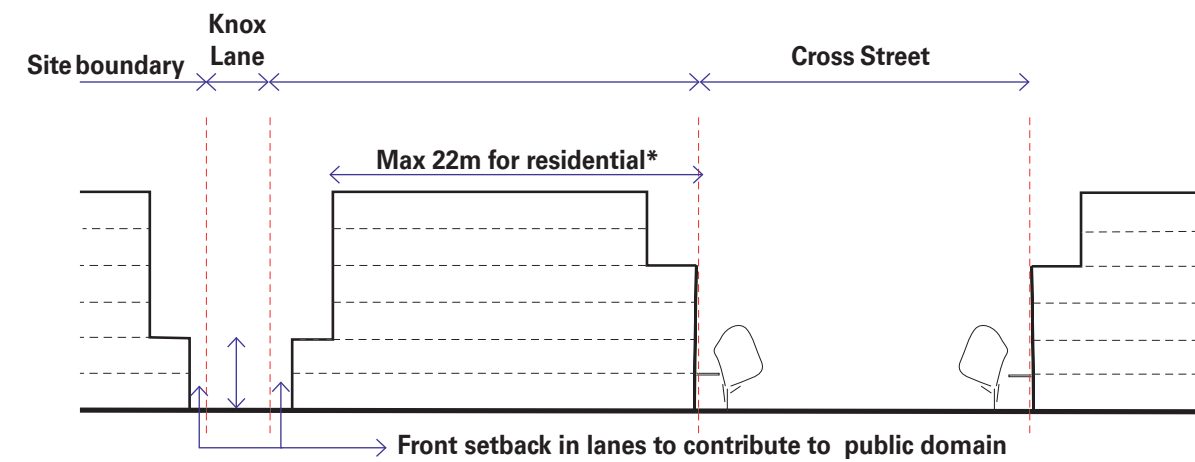 Knox
Lane
Site boundary
Cross Street
Max 22m for residential*
Front setback in lanes to contribute to public domain